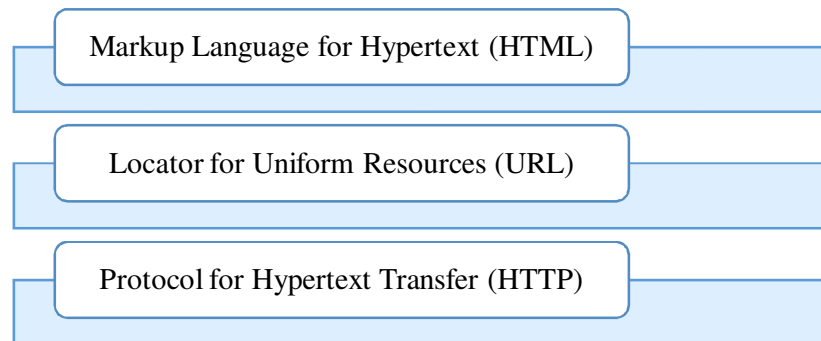 Markup Language for Hypertext (HTML)
Locator for Uniform Resources (URL)
Protocol for Hypertext Transfer (HTTP)